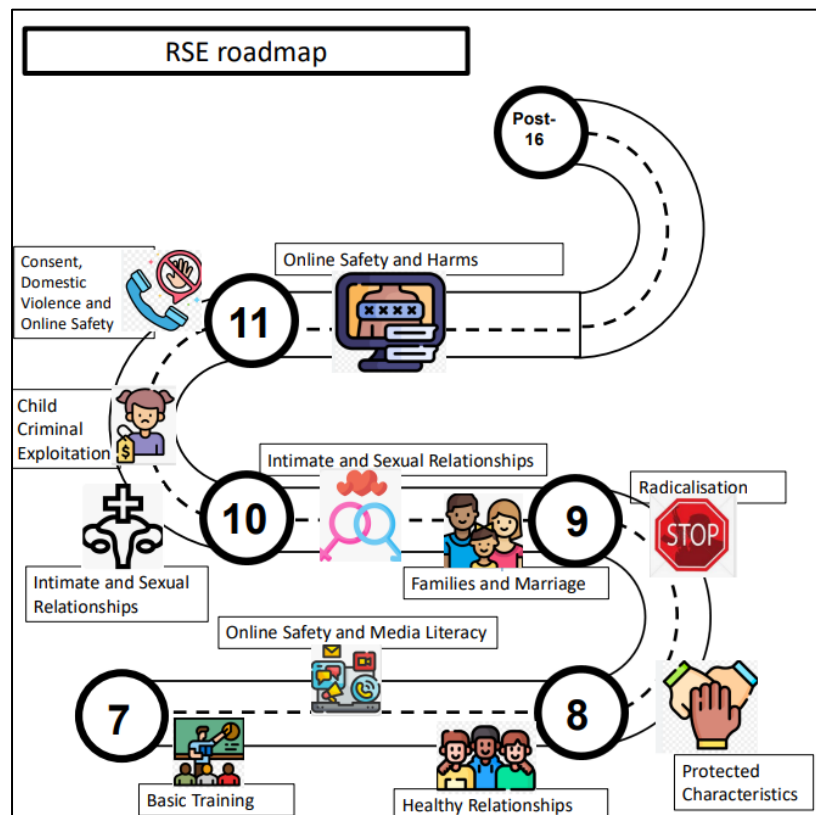 RSE roadmap
Post-
16
Consent,
Domestic
Violence and
Online Safety
Online Safety and Harms
11
xxxx
Child
Criminal
Exploitation
$
Intimate and Sexual Relationships
Radicalisation
10
9
STOP
Intimate and Sexual
Relationships
Families and Marriage
Online Safety and Media Literacy
7
8
Basic Training
Healthy Relationships
Protected
Characteristics